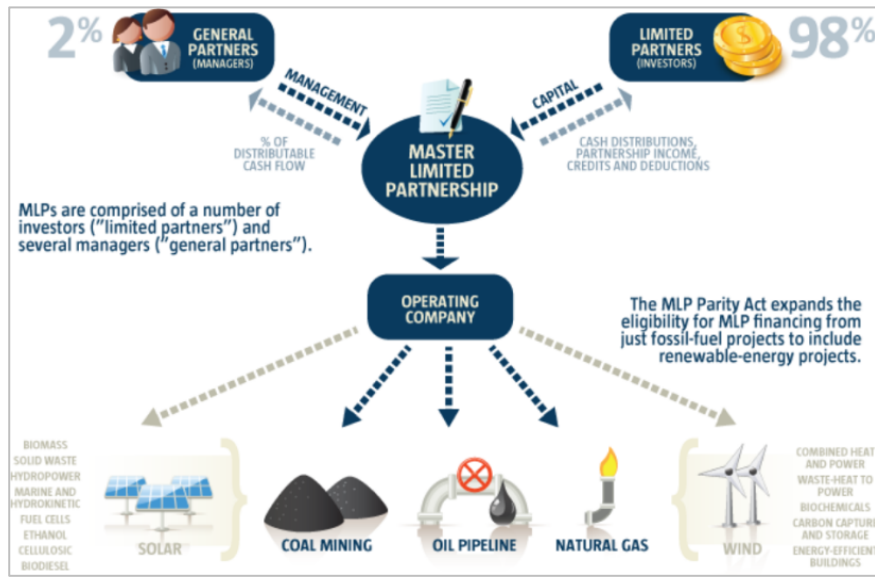 2%
GENERAL
PARTNERS
(MANAGERS)
LIMITED
PARTNERS
(INVESTORS)
98%
MANAGEMENT
CAPITAL
% OF
DISTRIBUTABLE
CASH FLOW
MASTER
LIMITED
PARTNERSHIP
CASH DISTRIBUTIONS,
PARTNERSHIP INCOME,
CREDITS AND DEDUCTIONS
MLPs are comprised of a number of
investors ("limited partners") and
several managers ("general partners").
OPERATING
COMPANY
The MLP Parity Act expands the
eligibility for MLP financing from
just fossil-fuel projects to include
renewable-energy projects.
BIOMASS
SOLID WASTE
HYDROPOWER
MARINE AND
HYDROKINETIC
FUEL CELLS
ETHANOL
CELLULOSIC
BIODIESEL
SOLAR
COAL MINING
OIL PIPELINE
NATURAL GAS
WIND
COMBINED HEAT
AND POWER
WASTE-HEAT TO
POWER
BIOCHEMICALS
CARBON CAPTURE
AND STORAGE
ENERGY-EFFICIENT
BUILDINGS